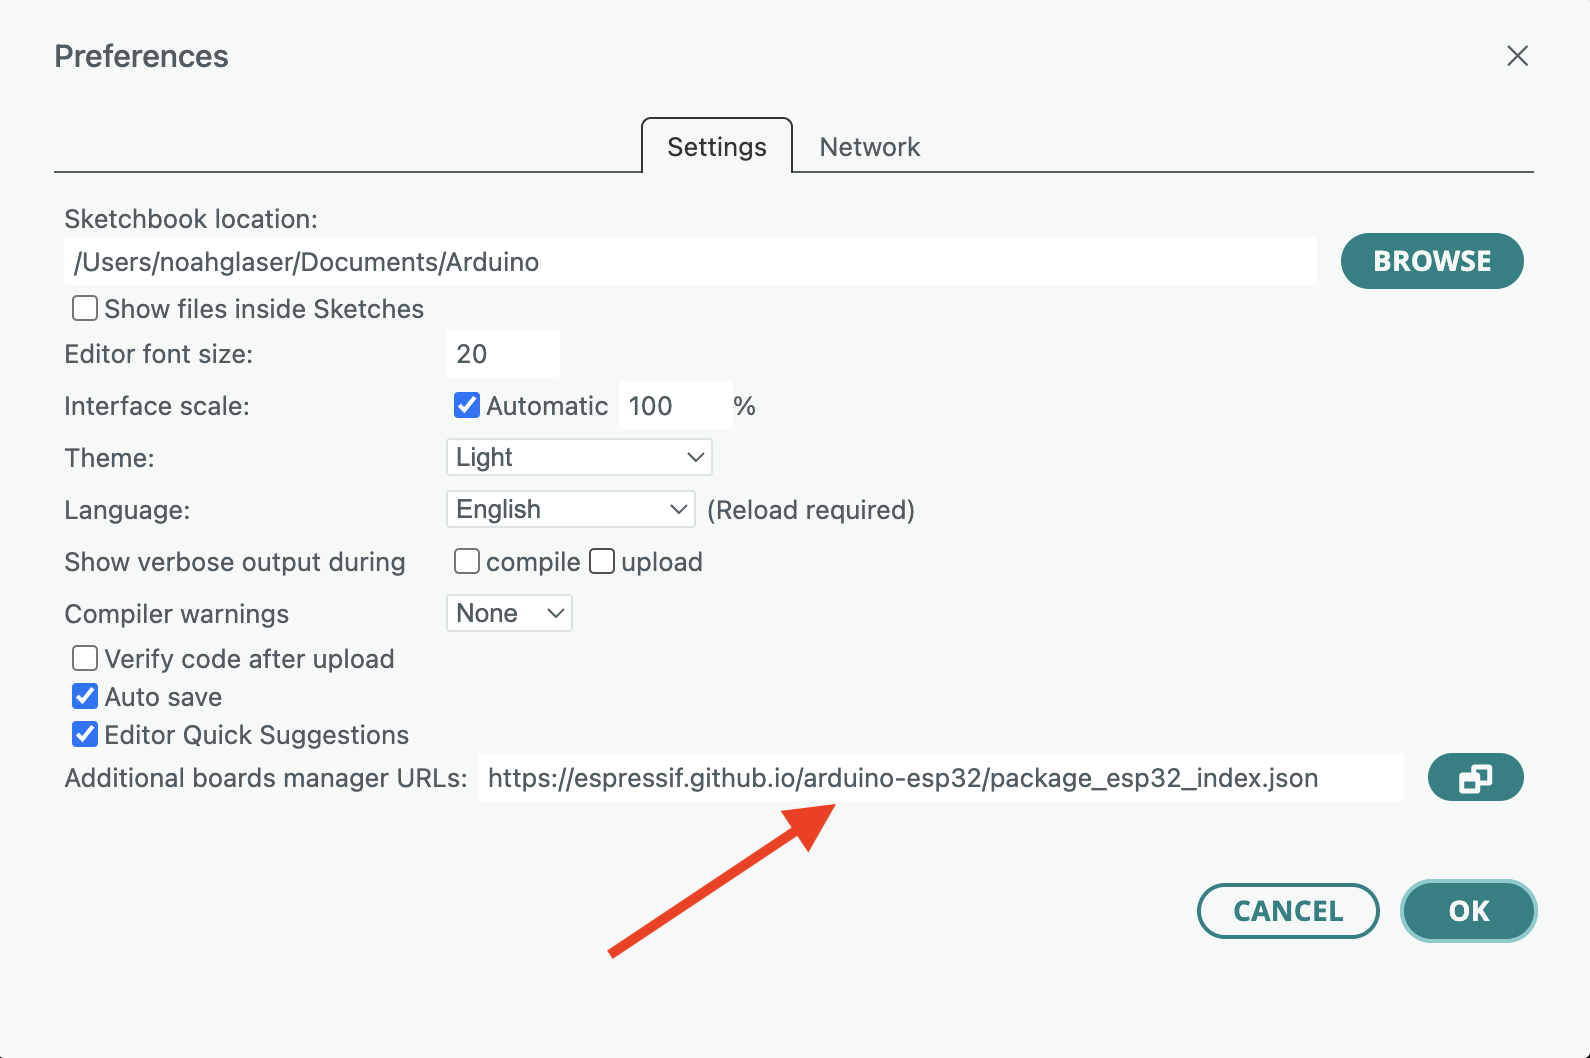 Preferences
Settings
Network
Sketchbook location:
/Users/noahglaser/Documents/Arduino
BROWSE
Show files inside Sketches
Editor font size:
20
Interface scale:
Automatic
100
%
Theme:
Light
Language:
English
(Reload required)
Show verbose output during
compile
upload
Compiler warnings
None
Verify code after upload
Auto save
Editor Quick Suggestions
Additional boards manager URLs:
https://espressif.github.io/arduino-esp32/package_esp32_index.json
CANCEL
OK